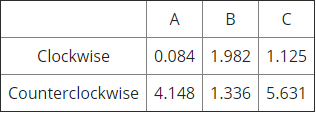 A B C
Clockwise 0.084 1.982 1.125
Counterclockwise 4.148 1.336 5.631